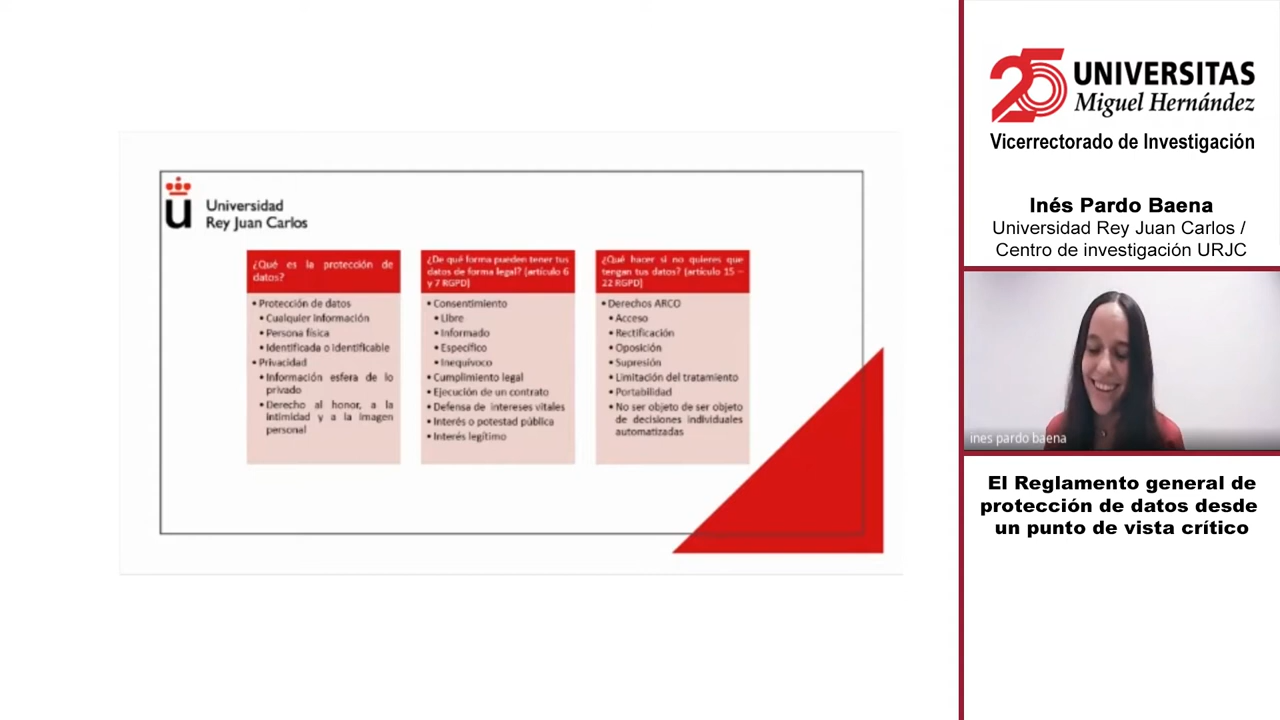 Universidad
Rey Juan Carlos
¿Qué es la protección de
datos?
• Protección de datos
• Cualquier información
• Persona física
• Identificada o identificable
• Privacidad
• Información esfera de lo
privado
• Derecho al honor, a la
intimidad y a la imagen
personal
¿De qué forma pueden tener tus
datos de forma legal? (artículo 6
y 7 RGPD)
• Consentimiento
• Libre
• Informado
• Específico
• Inequívoco
• Cumplimiento legal
• Ejecución de un contrato
• Defensa de intereses vitales
• Interés o potestad pública
• Interés legítimo
¿Qué hacer si no quieres que
tengan tus datos? (artículo 15 –
22 RGPD)
• Derechos ARCO
• Acceso
• Rectificación
• Oposición
• Supresión
• Limitación del tratamiento
• Portabilidad
• No ser objeto de ser objeto
de decisiones individuales
automatizadas
25 UNIVERSITAS
Miguel Hernández
Vicerrectorado de Investigación
Inés Pardo Baena
Universidad Rey Juan Carlos /
Centro de investigación URJC
ines pardo baena
El Reglamento general de
protección de datos desde
un punto de vista crítico